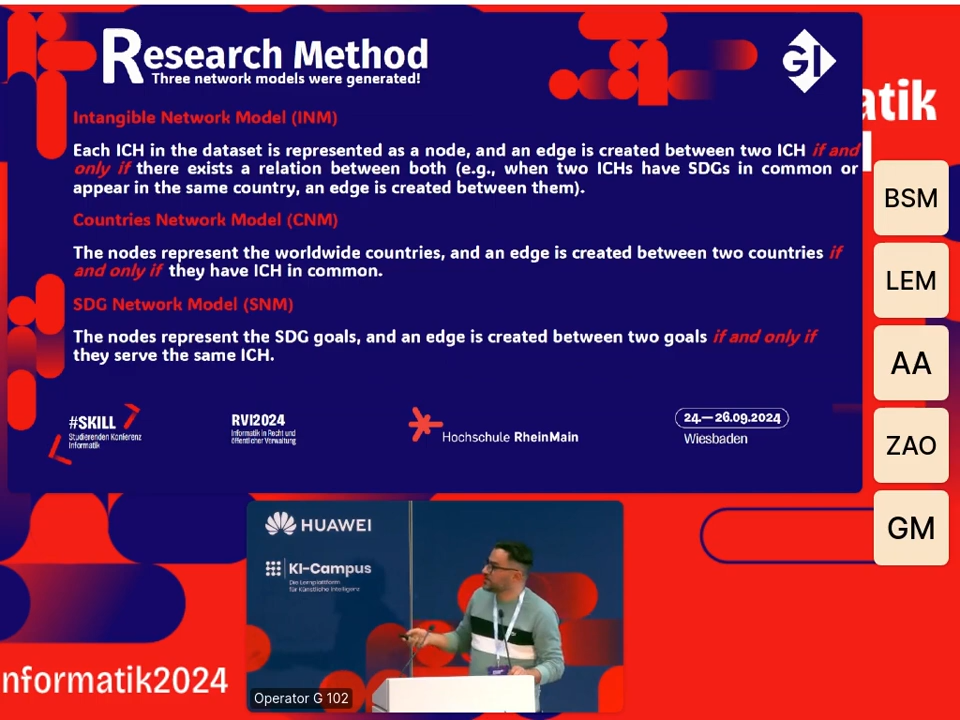 Research Method
Three network models were generated!
GI
Intangible Network Model (INM)
Each ICH in the dataset is represented as a node, and an edge is created between two ICH if and
only if there exists a relation between both (e.g., when two ICHs have SDGs in common or
appear in the same country, an edge is created between them).
Countries Network Model (CNM)
The nodes represent the worldwide countries, and an edge is created between two countries if
and only if they have ICH in common.
SDG Network Model (SNM)
The nodes represent the SDG goals, and an edge is created between two goals if and only if
they serve the same ICH.
#SKILL
Studierenden Konferenz
Informatik
RVI2024
Informatik in Recht und
öffentlicher Verwaltung
Hochschule RheinMain
24.—26.09.2024
Wiesbaden
atik
BSM
LEM
AA
ZAO
GM
HUAWEI
KI-Campus
Die Lernplattform
für Künstliche Intelligenz
Operator G 102
nformatik2024